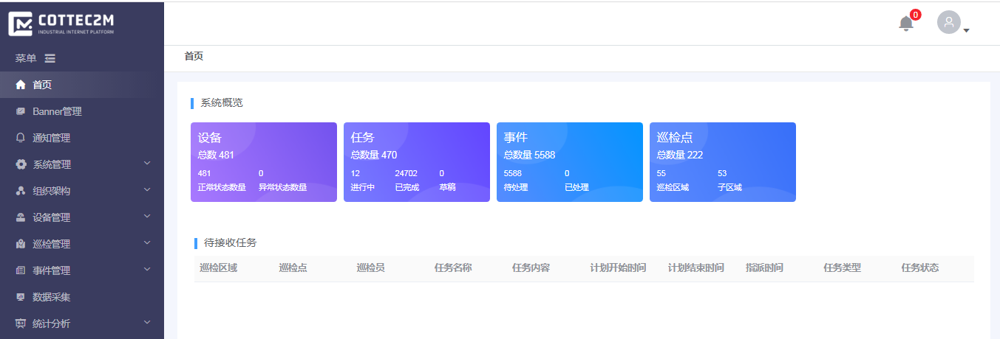 COTTEC2M
INDUSTRIAL INTERNET PLATFORM
0
菜单
首页
首页
Banner管理
通知管理
系统管理
组织架构
设备管理
巡检管理
事件管理
数据采集
统计分析
系统概览
设备
总数 481
481 0
正常状态数量 异常状态数量
任务
总数量 470
12 24702 0
进行中 已完成 草稿
事件
总数量 5588
5588 0
待处理 已处理
巡检点
总数量 222
55 53
巡检区域 子区域
待接收任务
巡检区域 巡检点 巡检员 任务名称 任务内容 计划开始时间 计划结束时间 指派时间 任务类型 任务状态